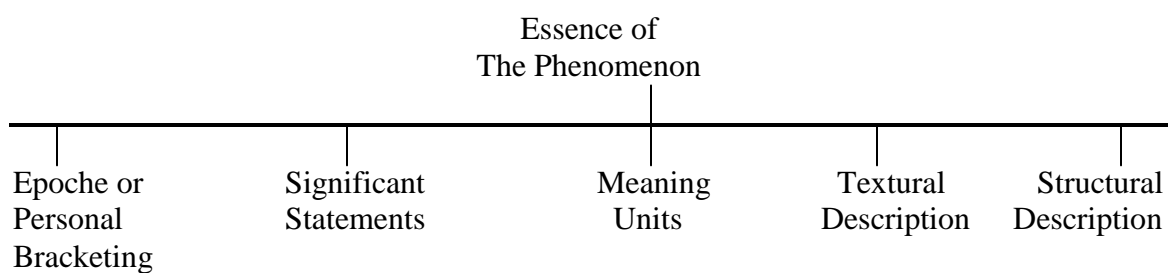 Essence of
The Phenomenon
Epoche or
Personal
Bracketing
Significant
Statements
Meaning
Units
Textural
Description
Structural
Description